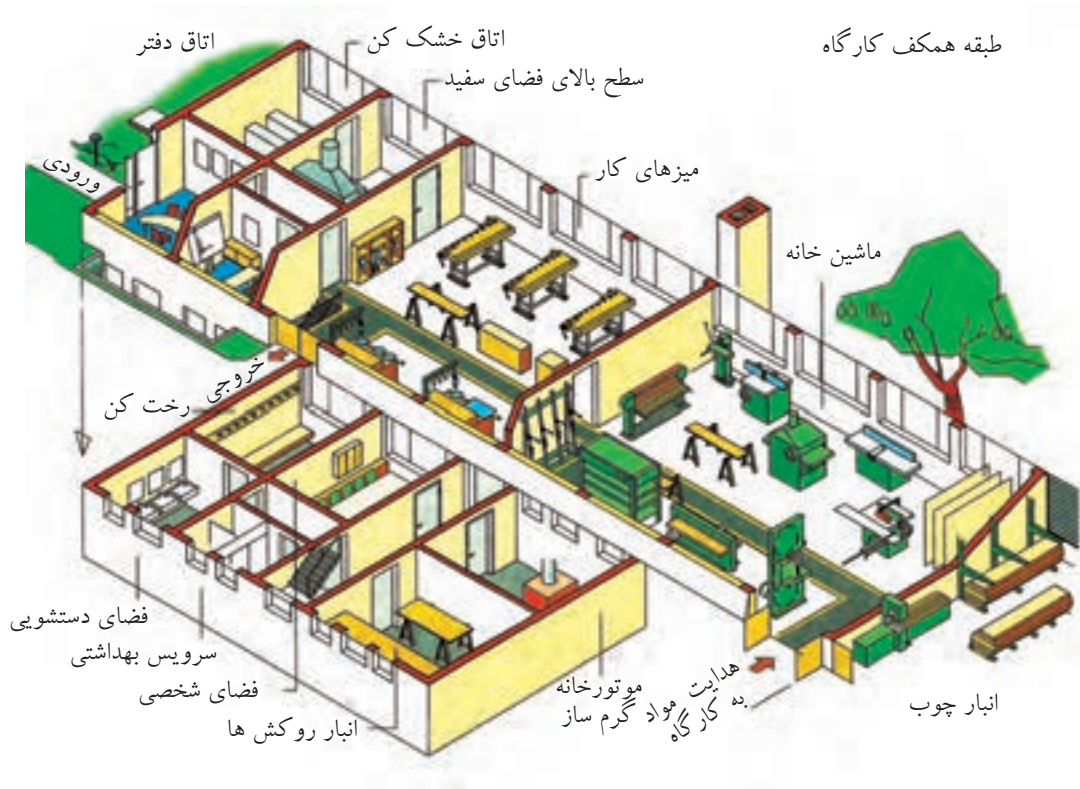 طبقه همکف کارگاه
اتاق خشک کن
اتاق دفتر
سطح بالای فضای سفید
میزهای کار
ورودی
ماشین خانه
خروجی
رخت کن
فضای دستشویی
سرویس بهداشتی
فضای شخصی
انبار روکش ها
موتورخانه
گرم ساز
هدایت مواد
به کارگاه
انبار چوب